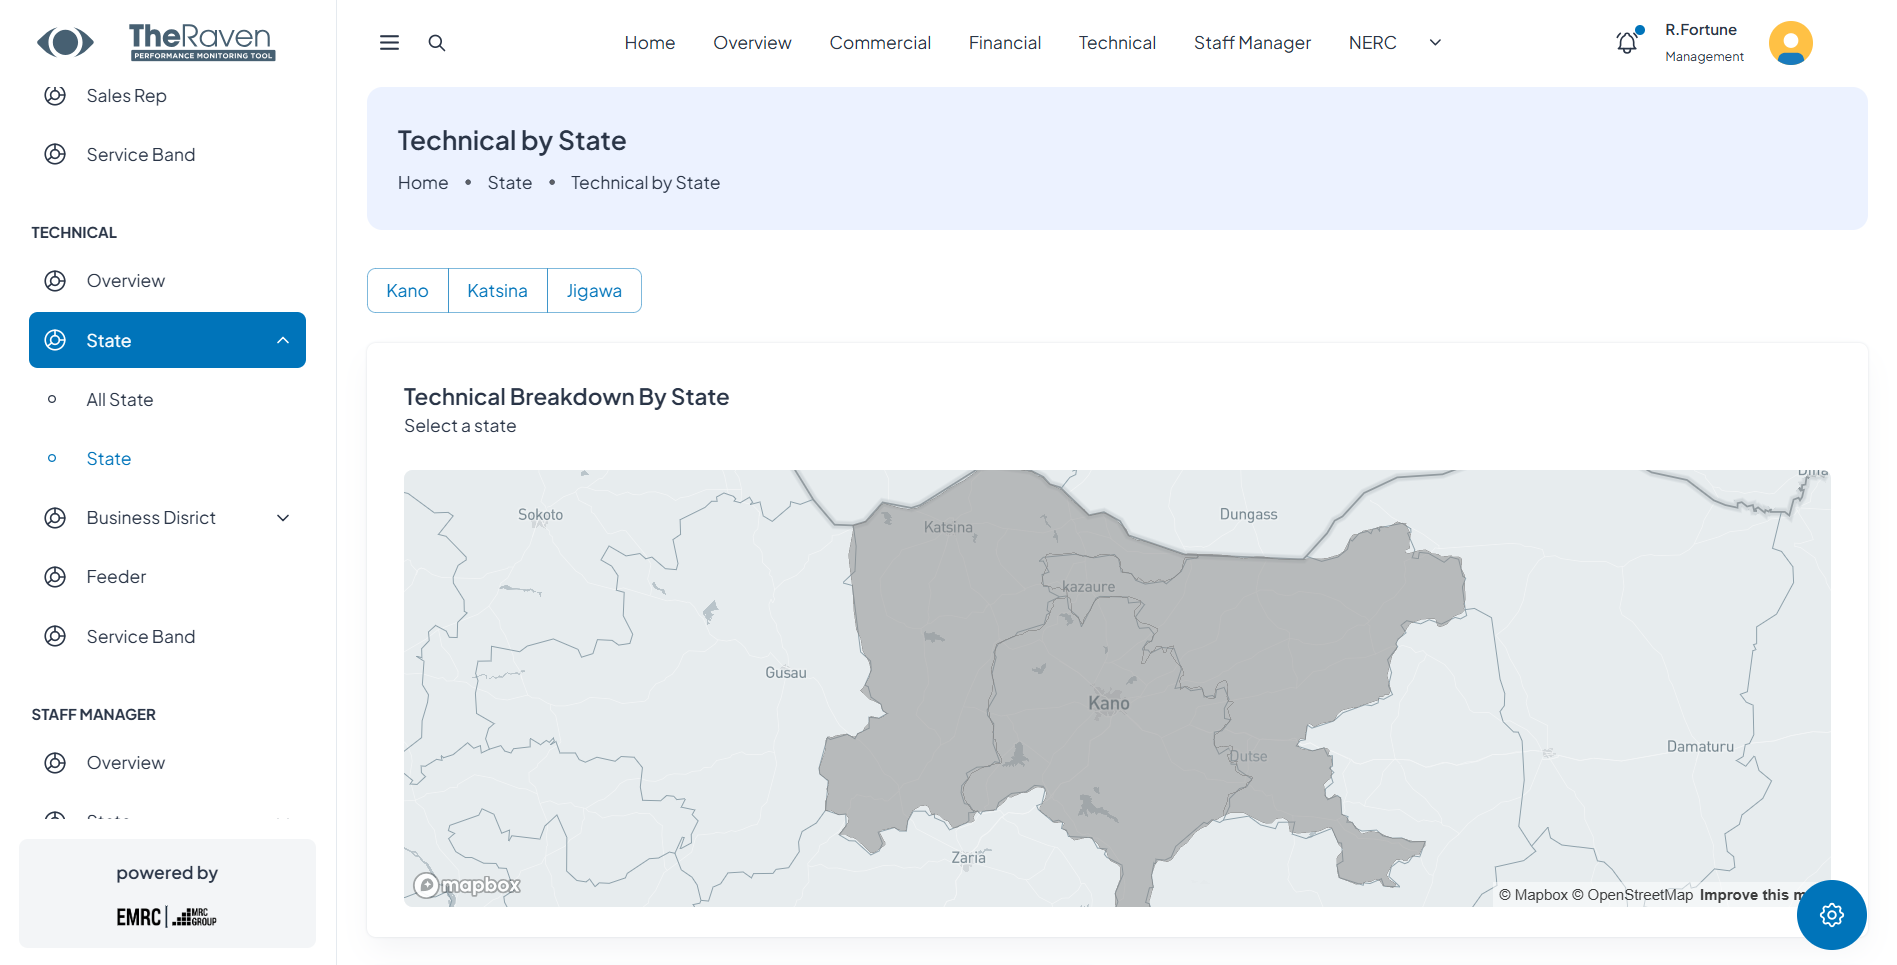 TheRaven
PERFORMANCE MONITORING TOOL
Home
Overview
Commercial
Financial
Technical
Staff Manager
NERC
R.Fortune
Management
Sales Rep
Service Band
TECHNICAL
Overview
State
All State
State
Business Disrict
Feeder
Service Band
STAFF MANAGER
Overview
powered by
EMRC
MRC
GROUP
Technical by State
Home • State • Technical by State
Kano
Katsina
Jigawa
Technical Breakdown By State
Select a state
Sokoto
Katsina
Dungass
kazaure
Gusau
Kano
Dutse
Damaturu
Zaria
mapbox
© Mapbox © OpenStreetMap Improve this m